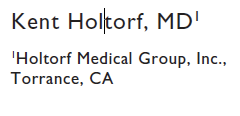 Kent Holtorf, MD¹
¹Holtorf Medical Group, Inc.,
Torrance, CA